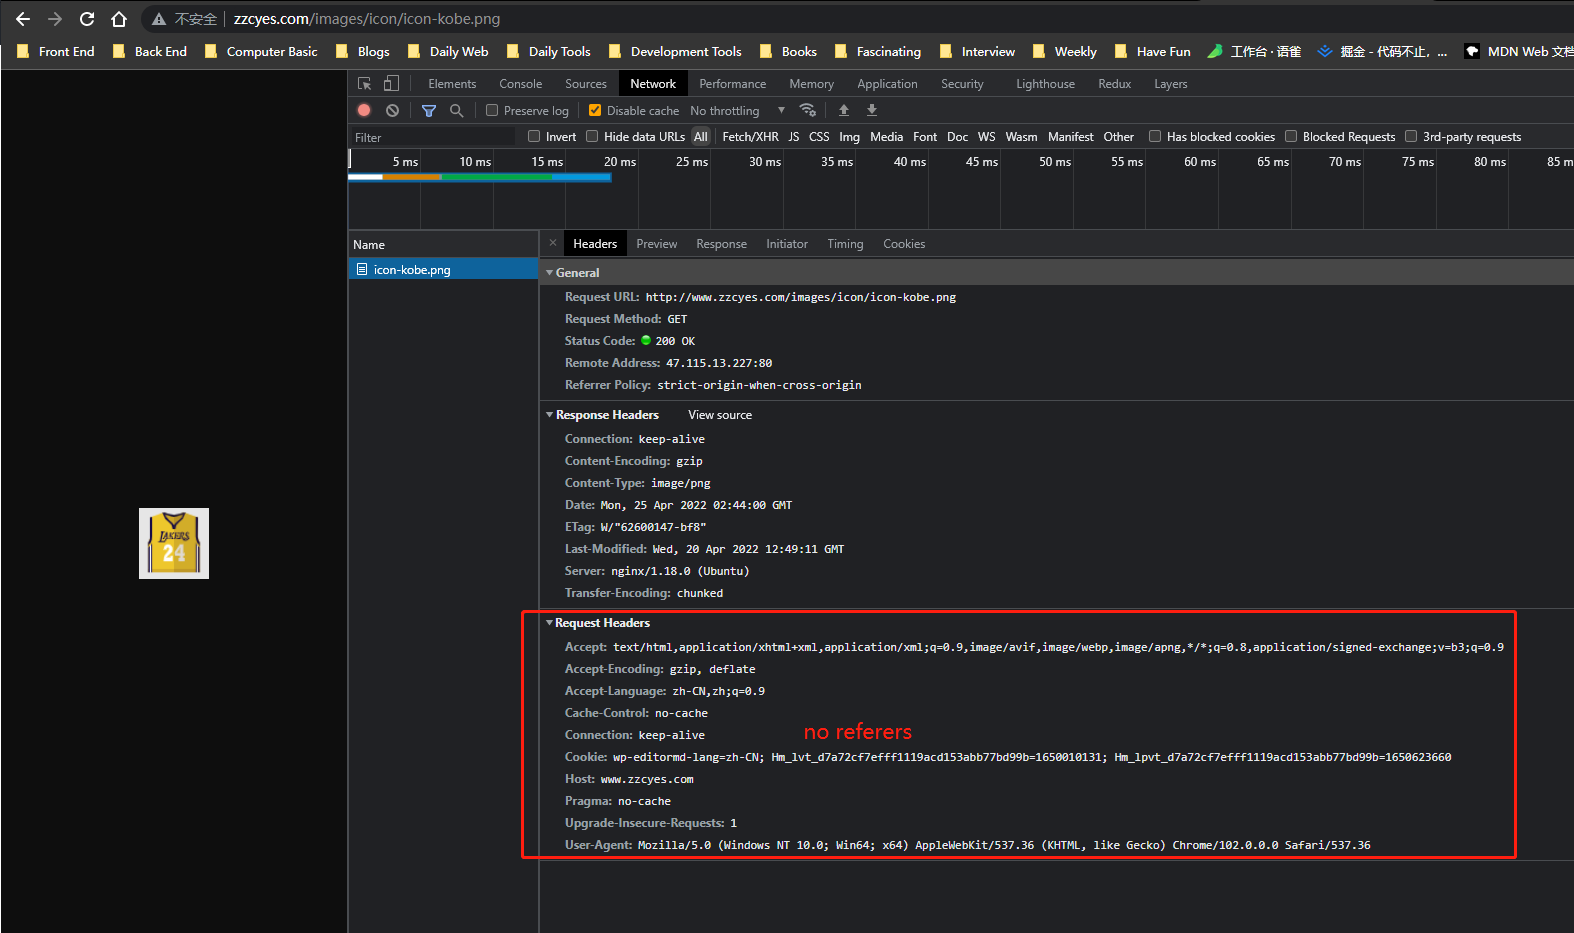 不安全 zzcyes.com/images/icon/icon-kobe.png
Front End Back End Computer Basic Blogs Daily Web Daily Tools Development Tools Books Fascinating Interview Weekly Have Fun 工作台 · 语雀 掘金 - 代码不止, ... MDN Web 文档
Elements Console Sources Network Performance Memory Application Security Lighthouse Redux Layers
Preserve log Disable cache No throttling
Filter Invert Hide data URLs All Fetch/XHR JS CSS Img Media Font Doc WS Wasm Manifest Other Has blocked cookies Blocked Requests 3rd-party requests
5 ms 10 ms 15 ms 20 ms 25 ms 30 ms 35 ms 40 ms 45 ms 50 ms 55 ms 60 ms 65 ms 70 ms 75 ms 80 ms 85 m
Name
icon-kobe.png
× Headers Preview Response Initiator Timing Cookies
General
Request URL: http://www.zzcyes.com/images/icon/icon-kobe.png
Request Method: GET
Status Code: 200 OK
Remote Address: 47.115.13.227:80
Referrer Policy: strict-origin-when-cross-origin
Response Headers View source
Connection: keep-alive
Content-Encoding: gzip
Content-Type: image/png
Date: Mon, 25 Apr 2022 02:44:00 GMT
ETag: W/"62600147-bf8"
Last-Modified: Wed, 20 Apr 2022 12:49:11 GMT
Server: nginx/1.18.0 (Ubuntu)
Transfer-Encoding: chunked
LAKERS
24
Request Headers
Accept: text/html,application/xhtml+xml,application/xml;q=0.9,image/avif,image/webp,image/apng,*/*;q=0.8,application/signed-exchange;v=b3;q=0.9
Accept-Encoding: gzip, deflate
Accept-Language: zh-CN,zh;q=0.9
Cache-Control: no-cache
no referers
Connection: keep-alive
Cookie: wp-editormd-lang=zh-CN; Hm_lvt_d7a72cf7efff1119acd153abb77bd99b=1650010131; Hm_lpvt_d7a72cf7efff1119acd153abb77bd99b=1650623660
Host: www.zzcyes.com
Pragma: no-cache
Upgrade-Insecure-Requests: 1
User-Agent: Mozilla/5.0 (Windows NT 10.0; Win64; x64) AppleWebKit/537.36 (KHTML, like Gecko) Chrome/102.0.0.0 Safari/537.36